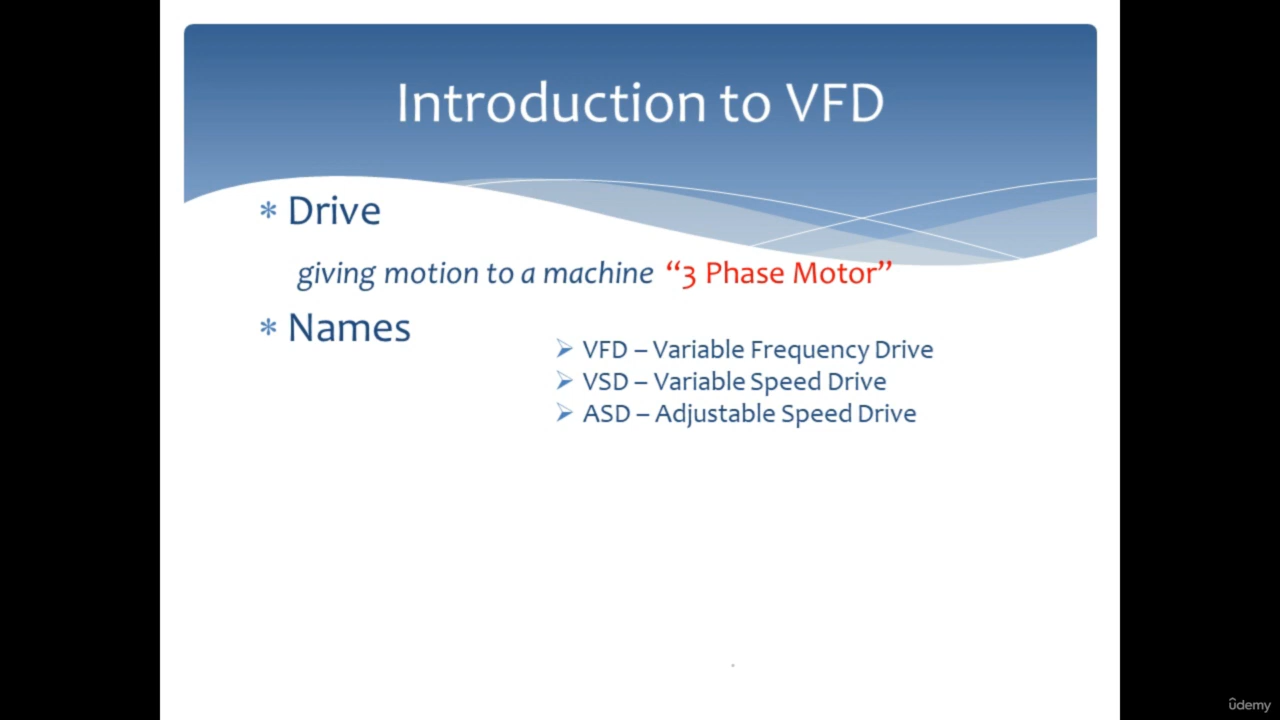 Introduction to VFD
* Drive
giving motion to a machine “3 Phase Motor”
* Names
➢ VFD – Variable Frequency Drive
➢ VSD – Variable Speed Drive
➢ ASD – Adjustable Speed Drive
ûdemy